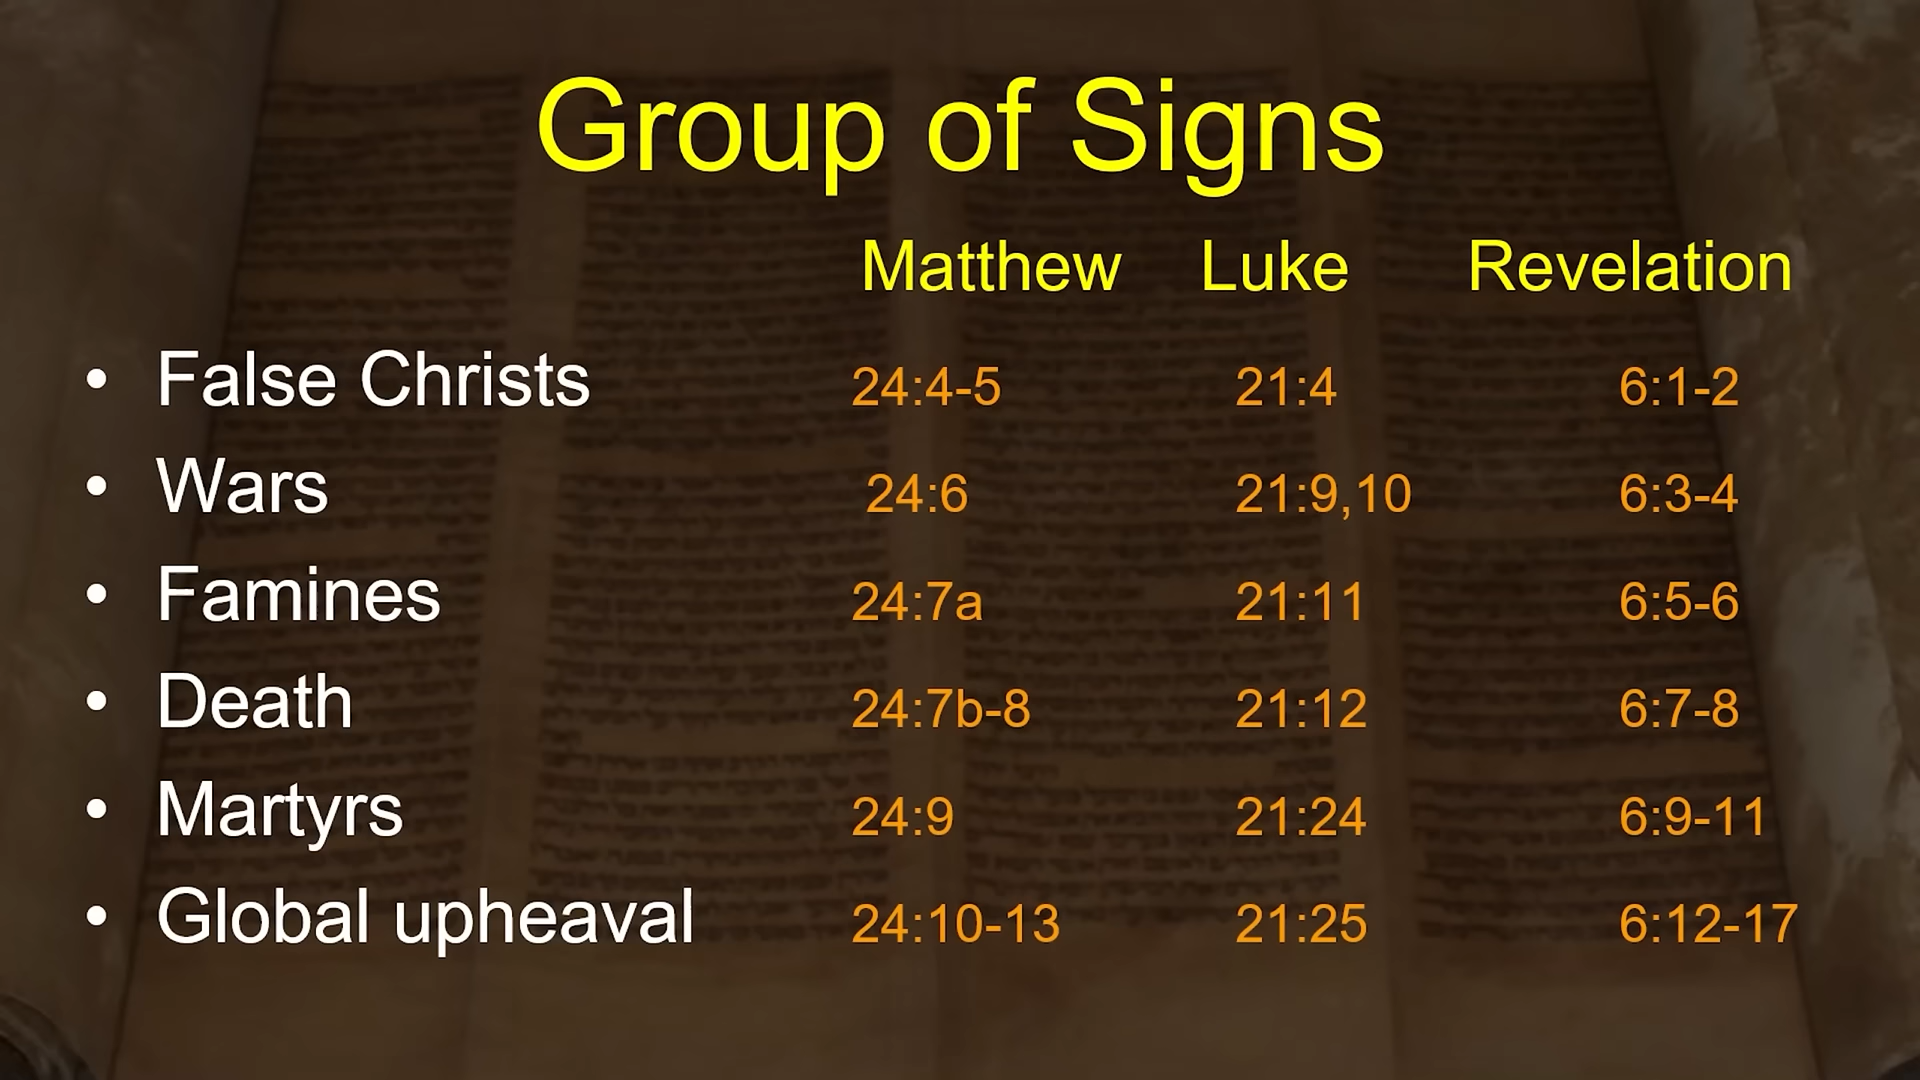 Group of Signs
Matthew Luke Revelation
• False Christs 24:4-5 21:4 6:1-2
• Wars 24:6 21:9,10 6:3-4
• Famines 24:7a 21:11 6:5-6
• Death 24:7b-8 21:12 6:7-8
• Martyrs 24:9 21:24 6:9-11
• Global upheaval 24:10-13 21:25 6:12-17